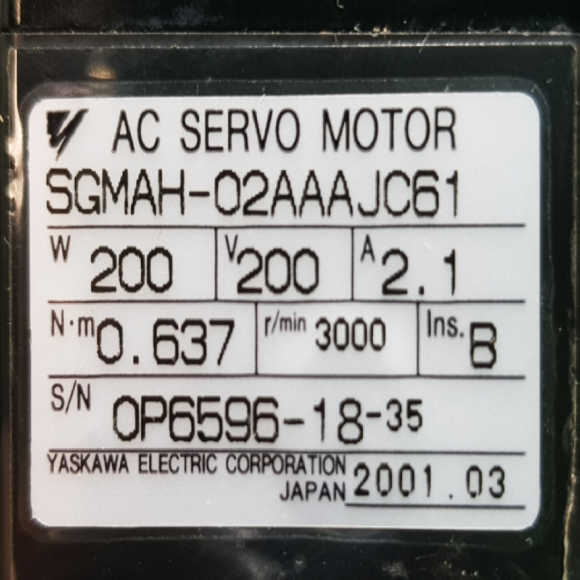 AC SERVO MOTOR
SGMAH-02AAAJC61
W 200 V 200 A 2.1
N·m 0.637 r/min 3000 Ins. B
S/N 0P6596-18-35
YASKAWA ELECTRIC CORPORATION
JAPAN 2001.03